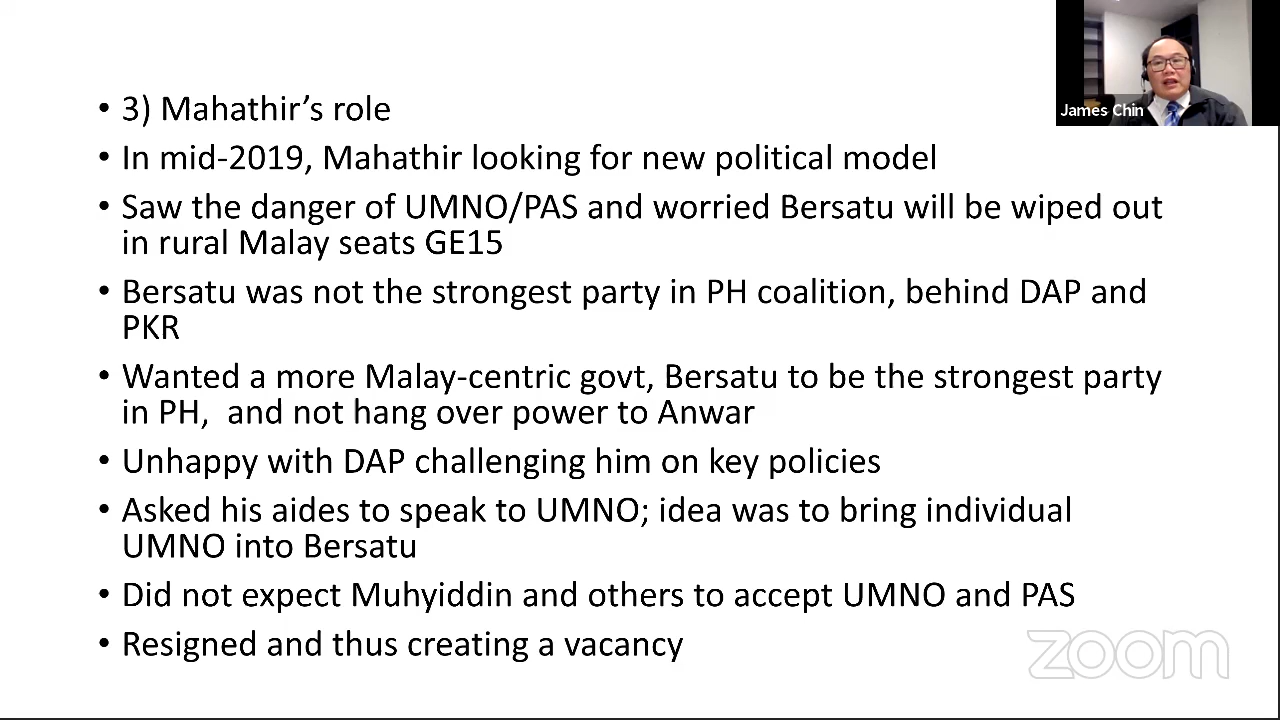 James Chin
• 3) Mahathir’s role
• In mid-2019, Mahathir looking for new political model
• Saw the danger of UMNO/PAS and worried Bersatu will be wiped out
in rural Malay seats GE15
• Bersatu was not the strongest party in PH coalition, behind DAP and
PKR
• Wanted a more Malay-centric govt, Bersatu to be the strongest party
in PH,  and not hang over power to Anwar
• Unhappy with DAP challenging him on key policies
• Asked his aides to speak to UMNO; idea was to bring individual
UMNO into Bersatu
• Did not expect Muhyiddin and others to accept UMNO and PAS
• Resigned and thus creating a vacancy
zoom